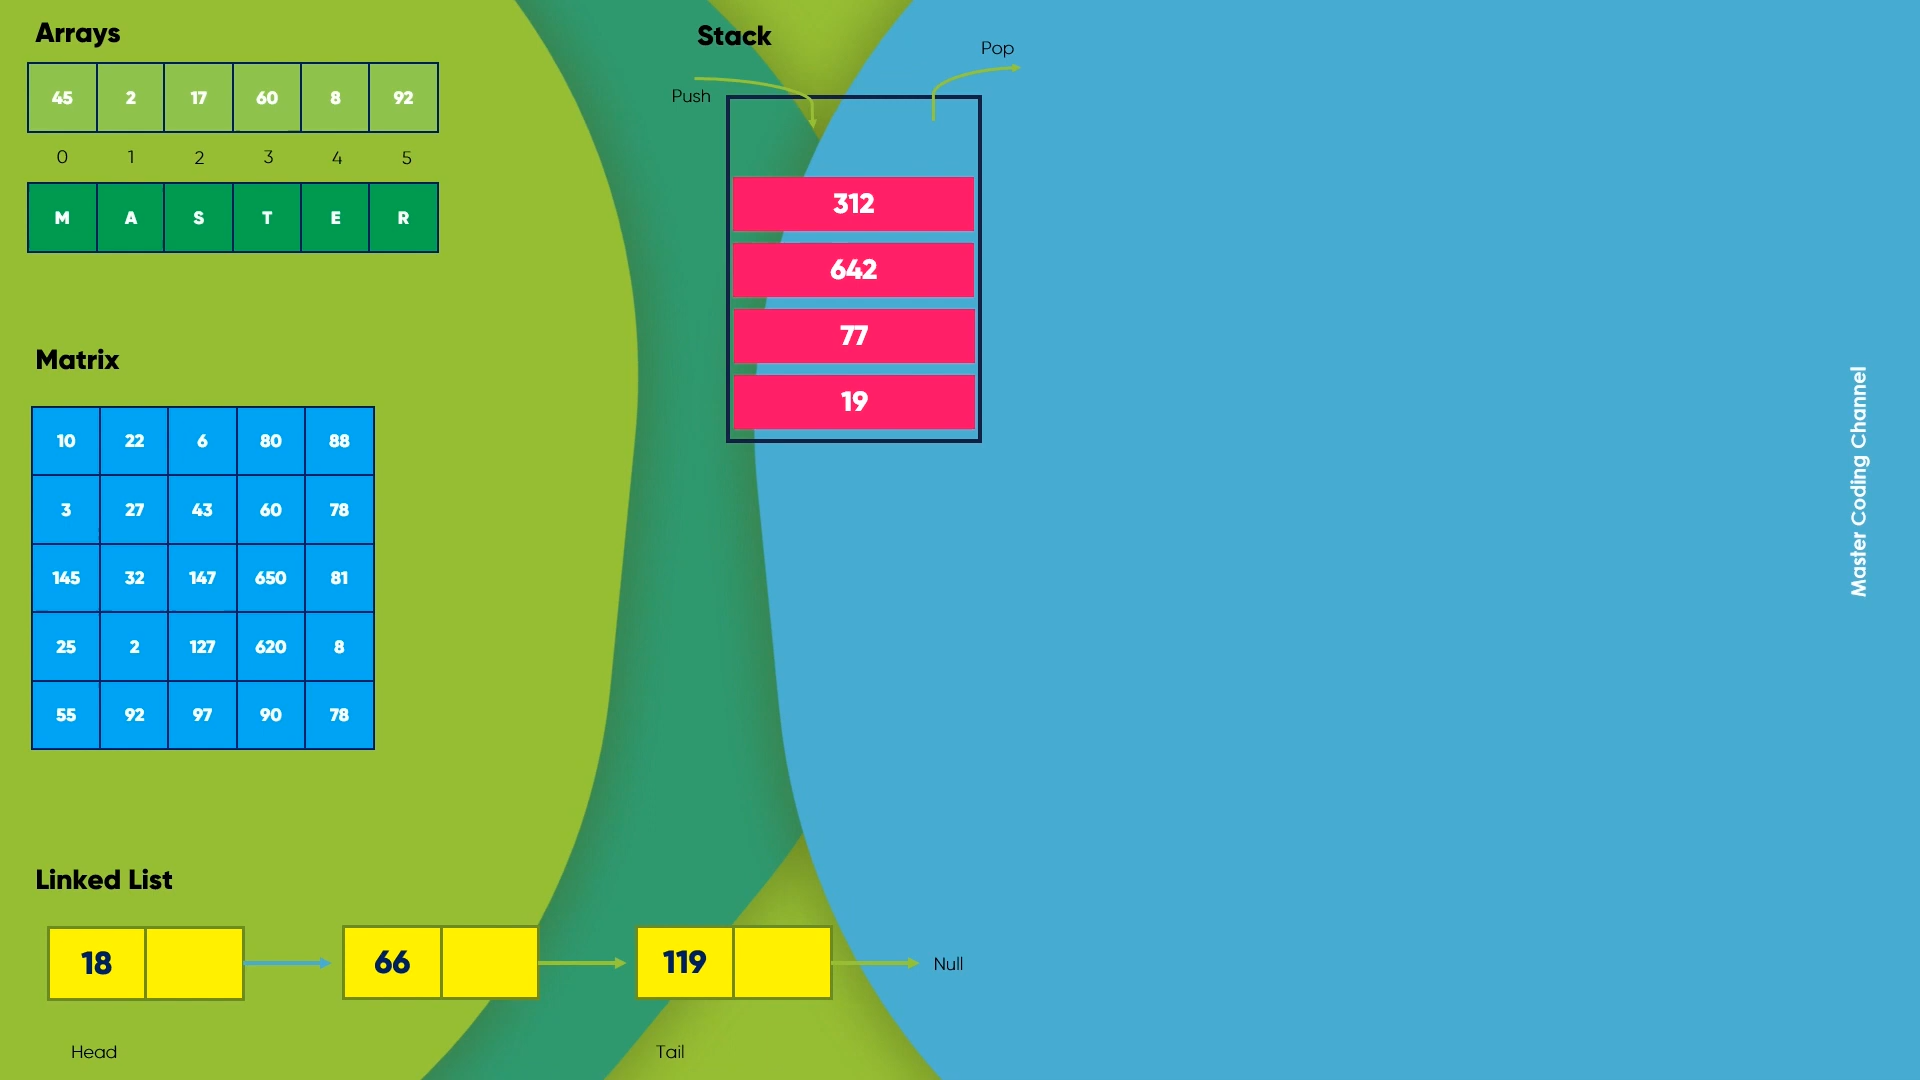 Arrays
45 2 17 60 8 92
0 1 2 3 4 5
M A S T E R
Matrix
10 22 6 80 88
3 27 43 60 78
145 32 147 650 81
25 2 127 620 8
55 92 97 90 78
Linked List
18 66 119 Null
Head Tail
Stack
Pop
Push
312
642
77
19
Master Coding Channel